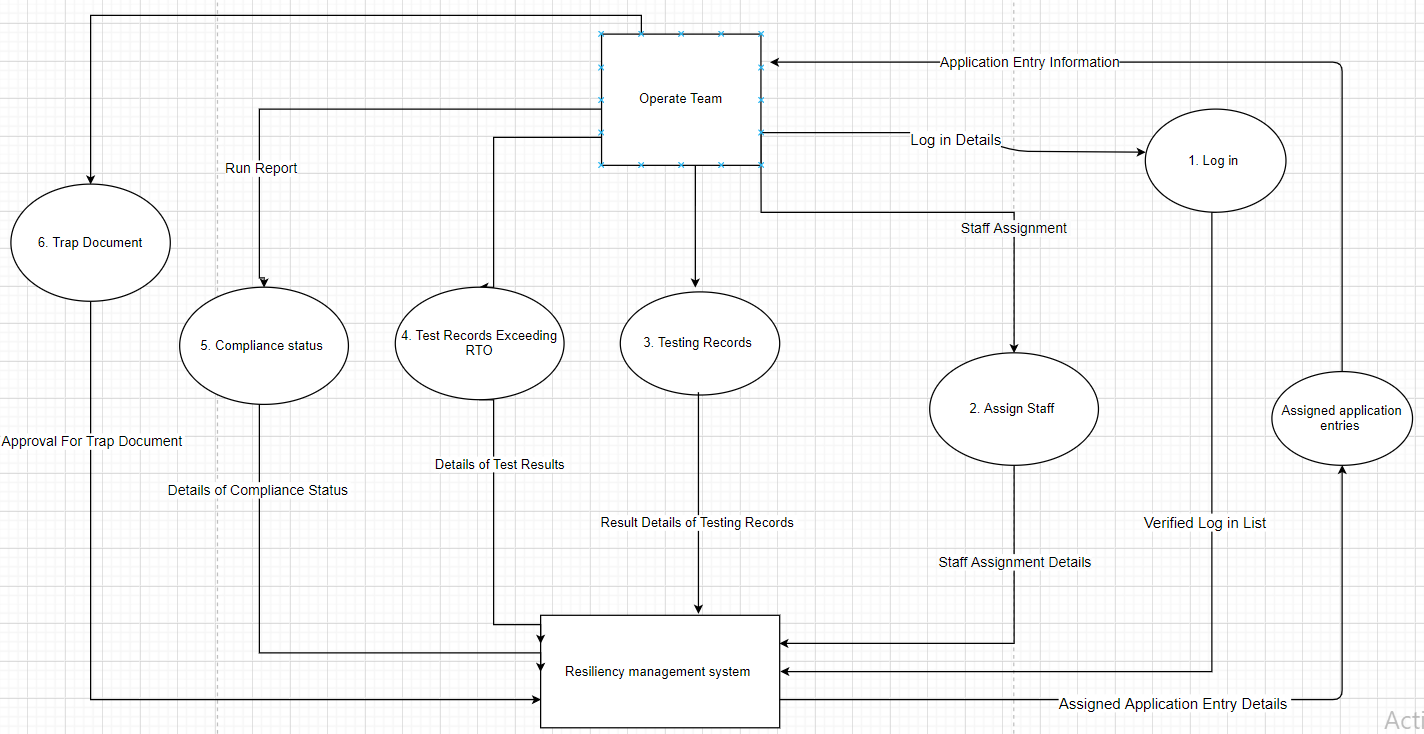 Application Entry Information
Operate Team
Log in Details
1. Log in
Run Report
Staff Assignment
6. Trap Document
5. Compliance status
4. Test Records Exceeding
RTO
3. Testing Records
2. Assign Staff
Assigned application
entries
Approval For Trap Document
Details of Test Results
Details of Compliance Status
Result Details of Testing Records
Verified Log in List
Staff Assignment Details
Resiliency management system
Assigned Application Entry Details
Acti